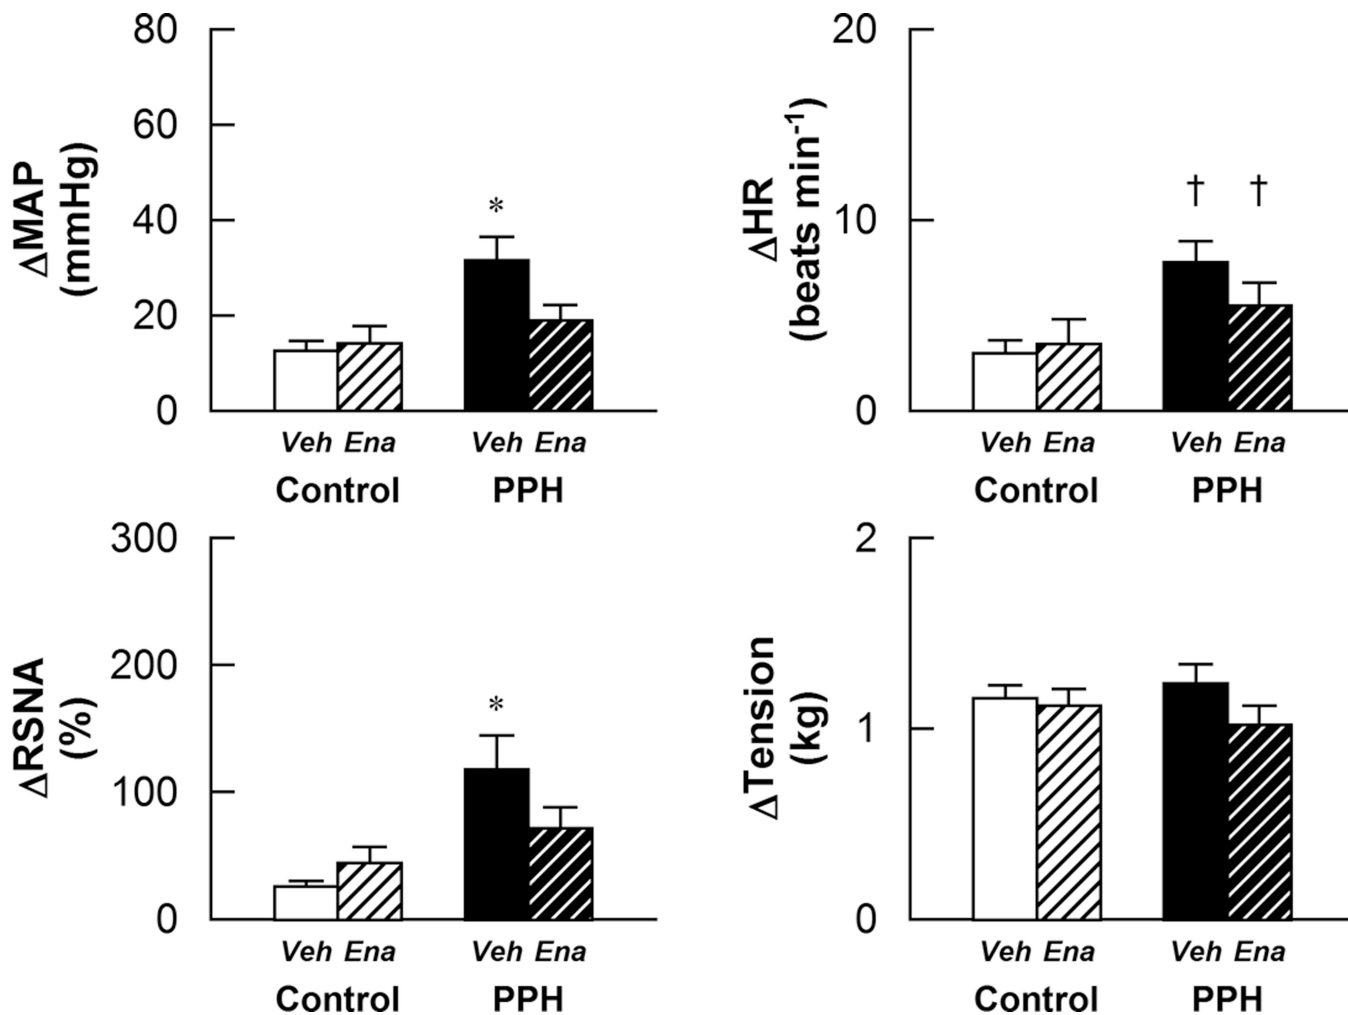 80
60
40
20
0
ΔMAP
(mmHg)
*
Veh Ena Veh Ena
Control PPH
20
10
0
ΔHR
(beats min-1)
† †
Veh Ena Veh Ena
Control PPH
300
200
100
0
ΔRSNA
(%)
*
Veh Ena Veh Ena
Control PPH
2
1
0
ΔTension
(kg)
Veh Ena Veh Ena
Control PPH